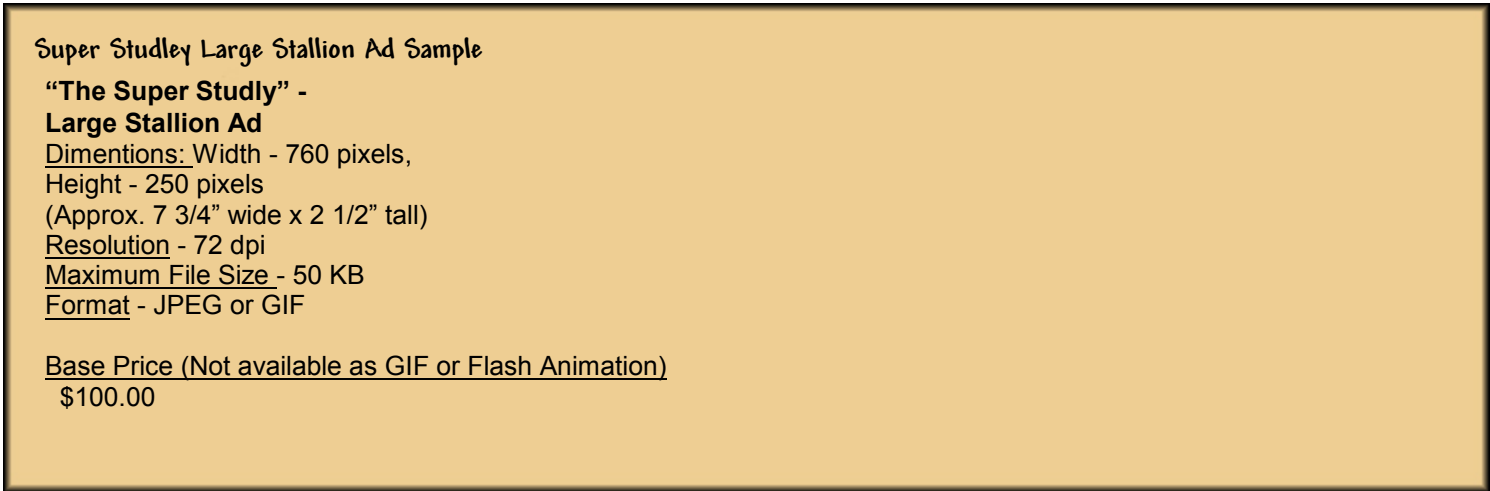 Super Studley Large Stallion Ad Sample
“The Super Studly” -
Large Stallion Ad
Dimentions: Width - 760 pixels,
Height - 250 pixels
(Approx. 7 3/4” wide x 2 1/2” tall)
Resolution - 72 dpi
Maximum File Size - 50 KB
Format - JPEG or GIF
Base Price (Not available as GIF or Flash Animation)
$100.00